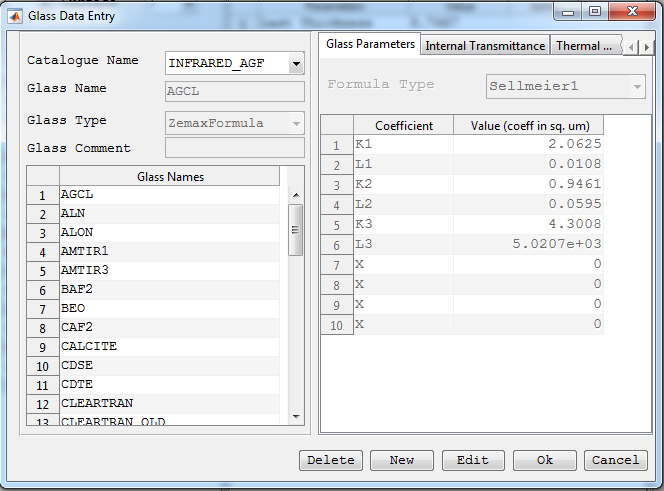 Glass Data Entry
Catalogue Name INFRARED_AGF
Glass Name AGCL
Glass Type ZemaxFormula
Glass Comment
Glass Names
1 AGCL
2 ALN
3 ALON
4 AMTIR1
5 AMTIR3
6 BAF2
7 BEO
8 CAF2
9 CALCITE
10 CDSE
11 CDTE
12 CLEARTRAN
13 CLEARTRAN_OLD
Glass Parameters Internal Transmittance Thermal ...
Formula Type Sellmeier1
Coefficient Value (coeff in sq. um)
1 K1 2.0625
2 L1 0.0108
3 K2 0.9461
4 L2 0.0595
5 K3 4.3008
6 L3 5.0207e+03
7 X 0
8 X 0
9 X 0
10 X 0
Delete New Edit Ok Cancel